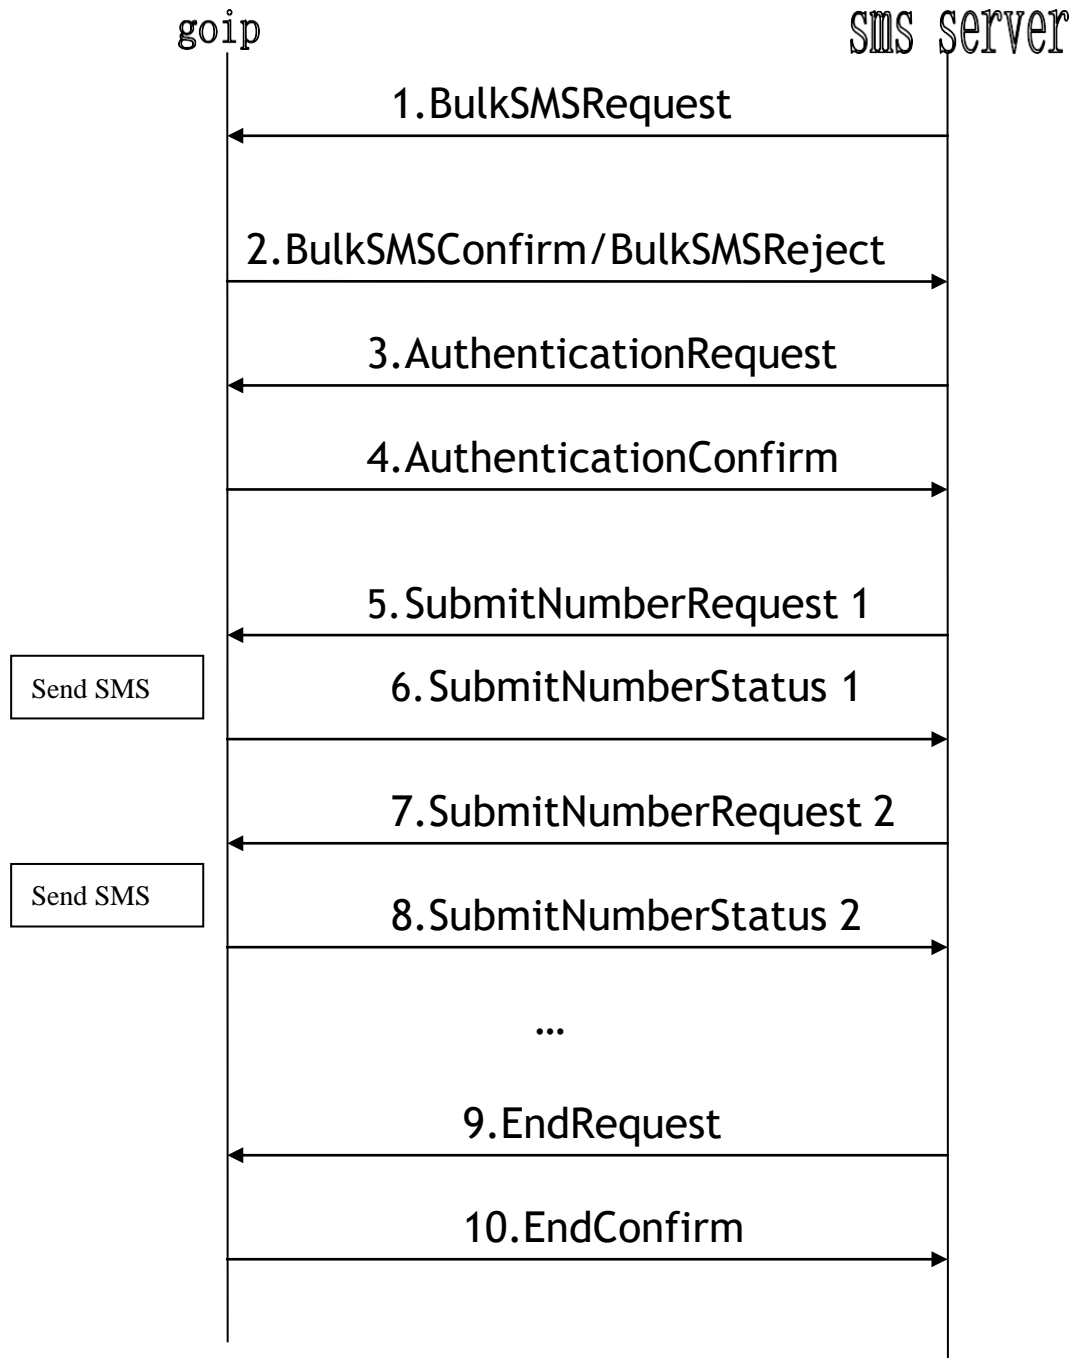 goip sms server
1.BulkSMSRequest
2.BulkSMSConfirm/BulkSMSReject
3.AuthenticationRequest
4.AuthenticationConfirm
5.SubmitNumberRequest 1
Send SMS
6.SubmitNumberStatus 1
7.SubmitNumberRequest 2
Send SMS
8.SubmitNumberStatus 2
…
9.EndRequest
10.EndConfirm